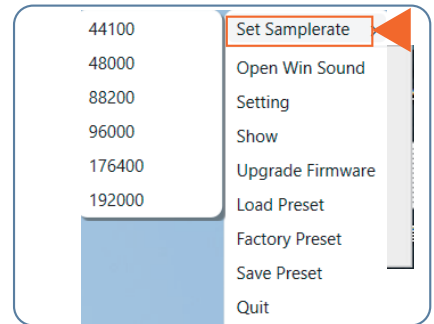 44100
48000
88200
96000
176400
192000
Set Samplerate
Open Win Sound
Setting
Show
Upgrade Firmware
Load Preset
Factory Preset
Save Preset
Quit